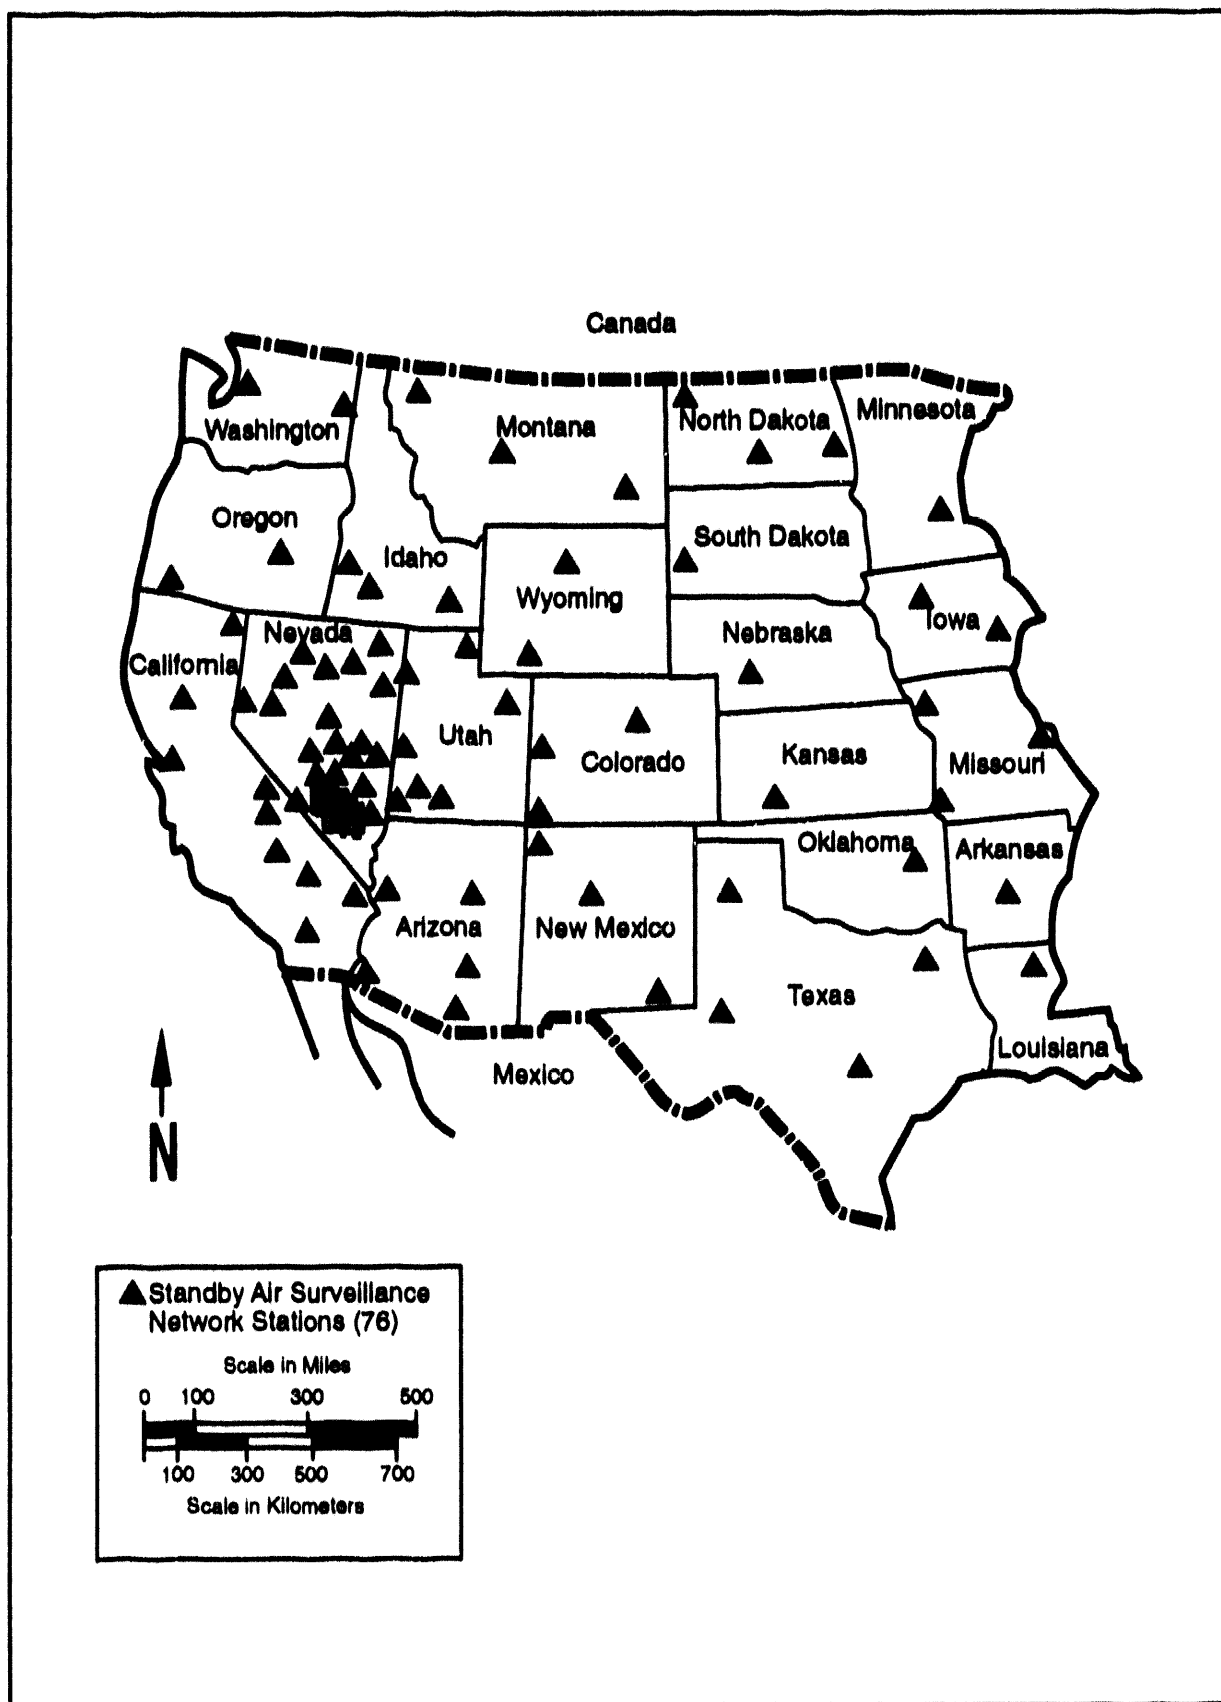 Canada
Washington
Montana
North Dakota
Minnesota
Oregon
Idaho
South Dakota
Wyoming
Iowa
Nevada
Nebraska
California
Utah
Colorado
Kansas
Missouri
Oklahoma
Arkansas
Arizona
New Mexico
Texas
Louisiana
Mexico
N
Standby Air Surveillance
Network Stations (76)
Scale in Miles
0 100 300 500
100 300 500 700
Scale in Kilometers